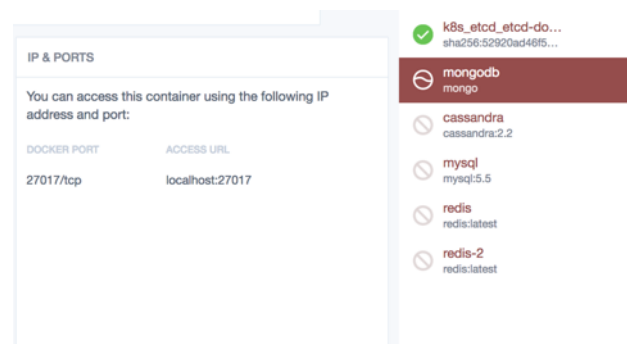 IP & PORTS
You can access this container using the following IP
address and port:
DOCKER PORT ACCESS URL
27017/tcp localhost:27017
k8s_etcd_etcd-do...
sha256:52920ad46f5...
mongodb
mongo
cassandra
cassandra:2.2
mysql
mysql:5.5
redis
redis:latest
redis-2
redis:latest